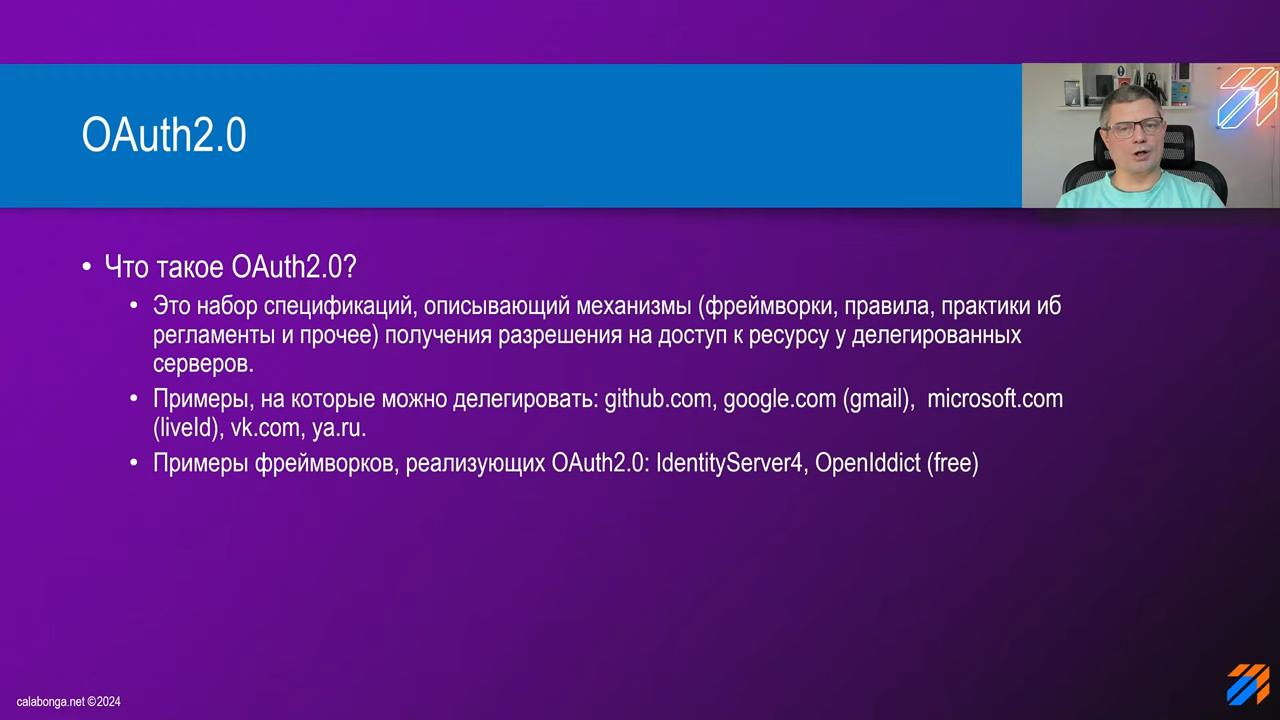 OAuth2.0
• Что такое OAuth2.0?
• Это набор спецификаций, описывающий механизмы (фреймворки, правила, практики иб
регламенты и прочее) получения разрешения на доступ к ресурсу у делегированных
серверов.
• Примеры, на которые можно делегировать: github.com, google.com (gmail),  microsoft.com
(liveId), vk.com, ya.ru.
• Примеры фреймворков, реализующих OAuth2.0: IdentityServer4, OpenIddict (free)
calabonga.net ©2024